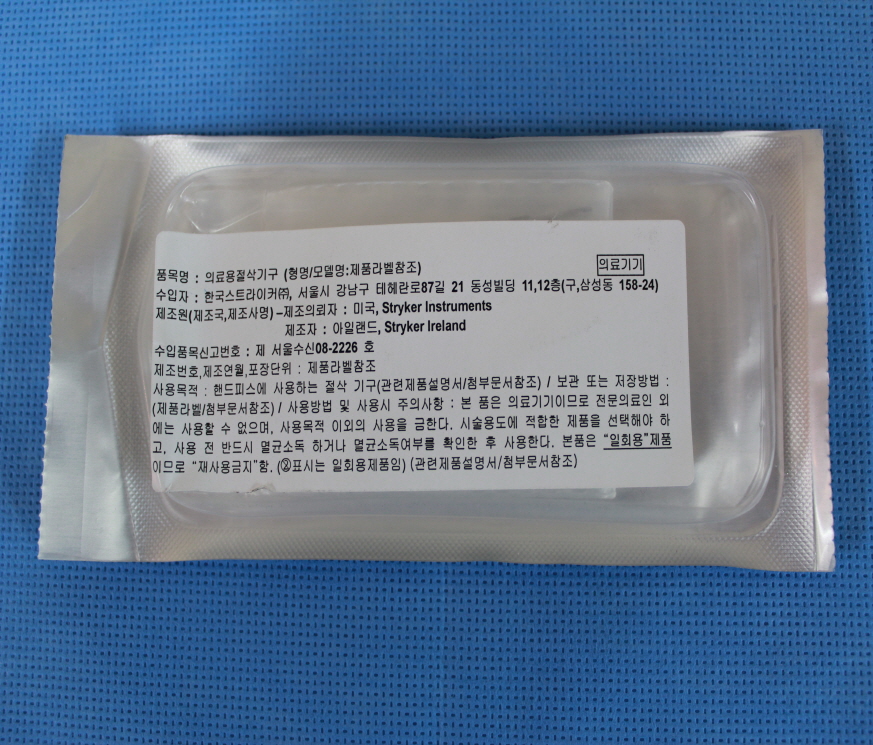 품목명 : 의료용절삭기구 (형명/모델명:제품라벨참조) 의료기기
수입자 : 한국스트라이커㈜, 서울시 강남구 테헤란로87길 21 동성빌딩 11,12층(구,삼성동 158-24)
제조원(제조국,제조사명) –제조의뢰자 : 미국, Stryker Instruments
제조자 : 아일랜드, Stryker Ireland
수입품목신고번호 : 제 서울수신08-2226 호
제조번호,제조연월,포장단위 : 제품라벨참조
사용목적 : 핸드피스에 사용하는 절삭 기구(관련제품설명서/첨부문서참조) / 보관 또는 저장방법 :
(제품라벨/첨부문서참조) / 사용방법 및 사용시 주의사항 : 본 품은 의료기기이므로 전문의료인 외
에는 사용할 수 없으며, 사용목적 이외의 사용을 금한다. 시술용도에 적합한 제품을 선택해야 하
고, 사용 전 반드시 멸균소독 하거나 멸균소독여부를 확인한 후 사용한다. 본품은 “일회용”제품
이므로 “재사용금지”함. (⓶표시는 일회용제품임) (관련제품설명서/첨부문서참조)